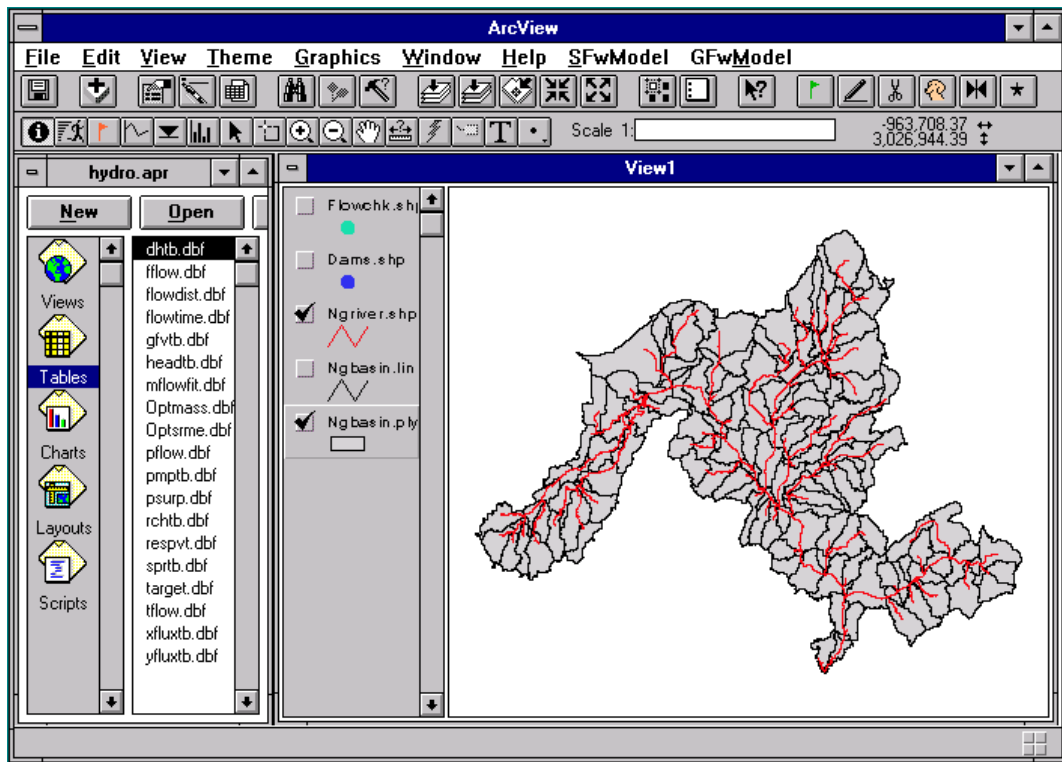 ArcView
File Edit View Theme Graphics Window Help SFwModel GFwModel
Scale 1:
-963,708.37
3,026,944.39
hydro.apr
New Open
Views
Tables
Charts
Layouts
Scripts
dhtb.dbf
fflow.dbf
flowdist.dbf
flowtime.dbf
gfvtb.dbf
headtb.dbf
mflowfit.dbf
Optmass.dbf
Optsrme.dbf
pflow.dbf
pmptb.dbf
psurp.dbf
rchtb.dbf
respvt.dbf
sprtb.dbf
target.dbf
tflow.dbf
xfluxtb.dbf
yfluxtb.dbf
View1
Flowchk.shp
Dams.shp
Ngriver.shp
Ngbasin.lin
Ngbasin.ply